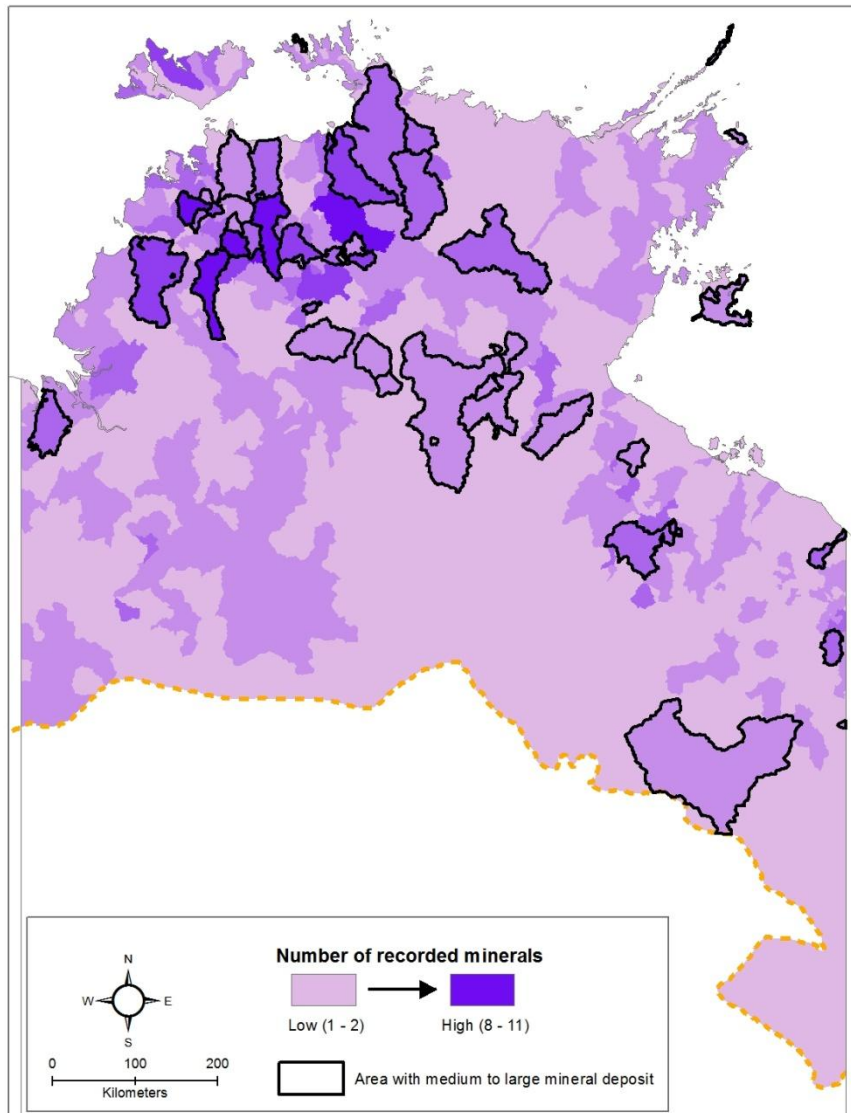 Number of recorded minerals
Low (1 - 2)
High (8 - 11)
N
W
E
S
0 100 200
Kilometers
Area with medium to large mineral deposit